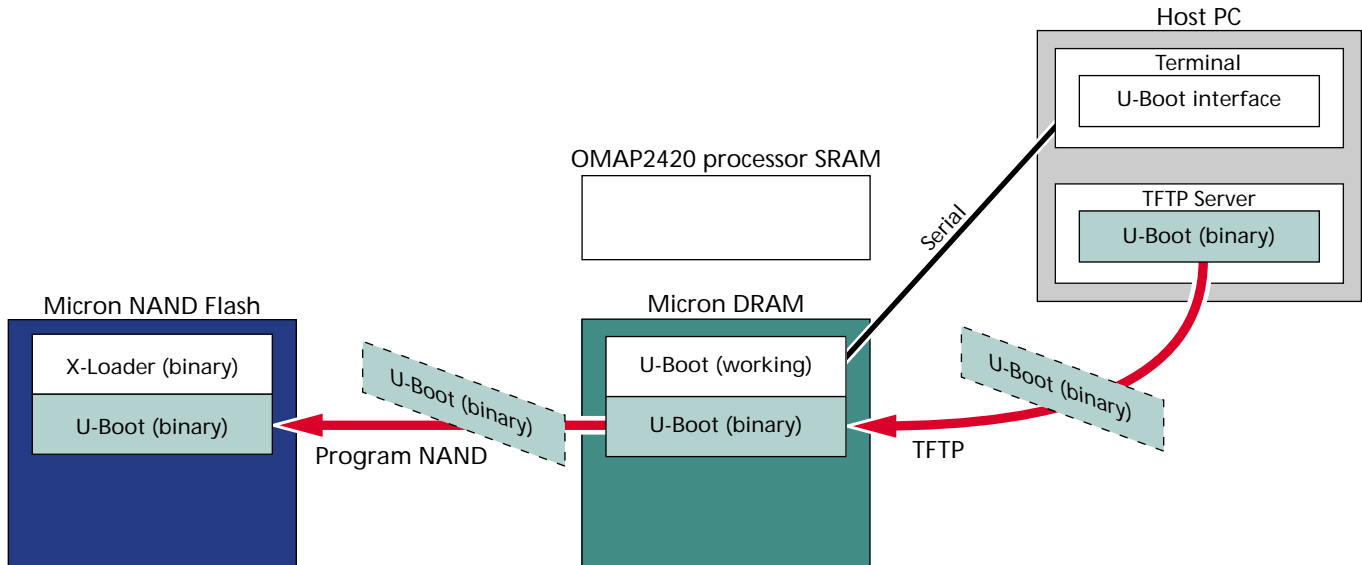 Host PC
Terminal
U-Boot interface
OMAP2420 processor SRAM
Serial
TFTP Server
U-Boot (binary)
Micron NAND Flash
Micron DRAM
X-Loader (binary)
U-Boot (binary)
U-Boot (binary)
Program NAND
U-Boot (working)
U-Boot (binary)
U-Boot (binary)
TFTP